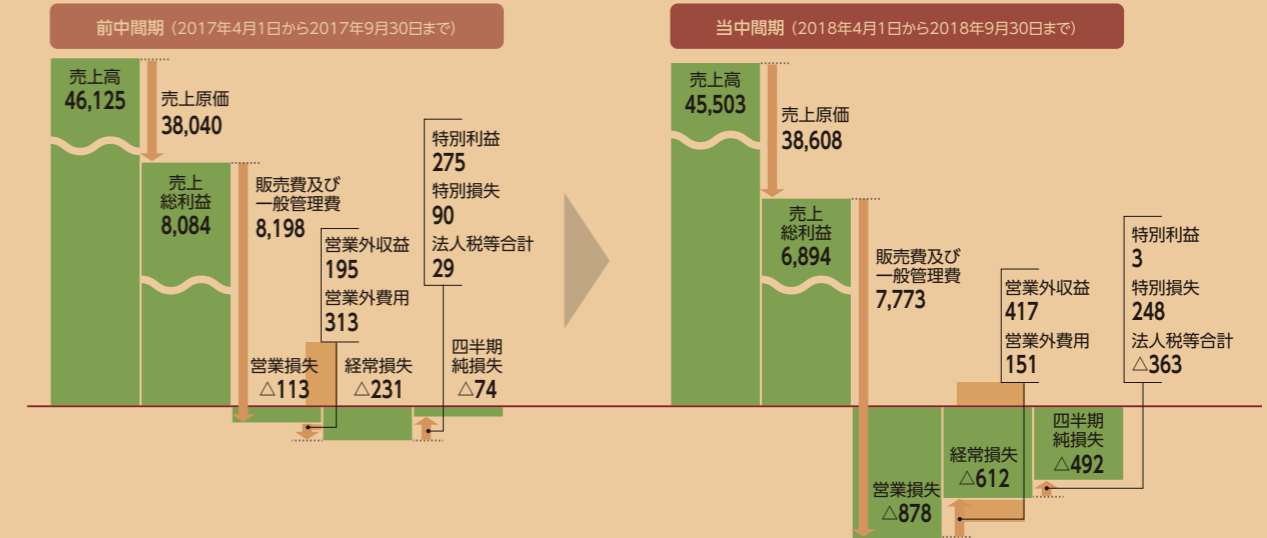 前中間期（2017年4月1日から2017年9月30日まで）
売上高
46,125
売上原価
38,040
売上
総利益
8,084
販売費及び
一般管理費
8,198
営業外収益
195
営業外費用
313
特別利益
275
特別損失
90
法人税等合計
29
営業損失
△113
経常損失
△231
四半期
純損失
△74
当中間期（2018年4月1日から2018年9月30日まで）
売上高
45,503
売上原価
38,608
売上
総利益
6,894
販売費及び
一般管理費
7,773
営業外収益
417
営業外費用
151
特別利益
3
特別損失
248
法人税等合計
△363
営業損失
△878
経常損失
△612
四半期
純損失
△492